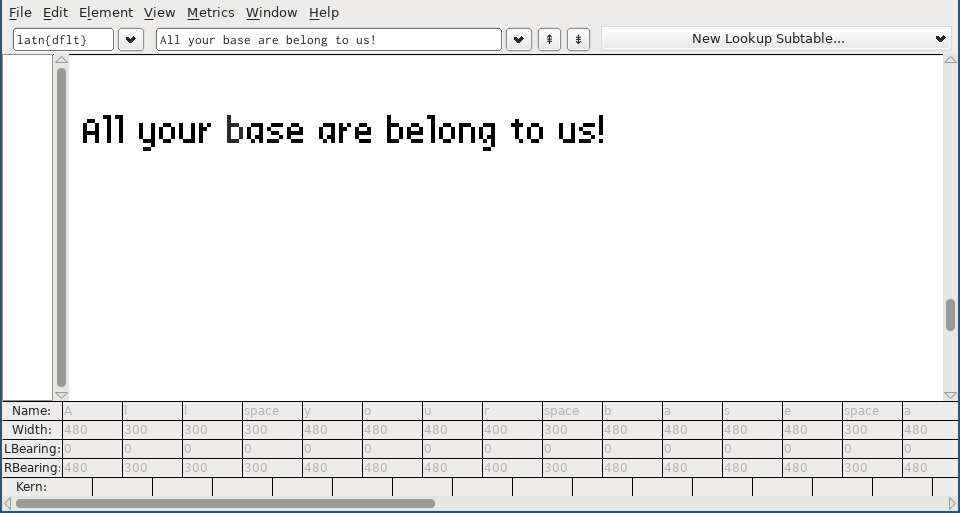 File Edit Element View Metrics Window Help
latn{dflt} All your base are belong to us! New Lookup Subtable...
All your base are belong to us!
Name: A l l space y o u r space b a s e space a
Width: 480 300 300 300 480 480 480 400 300 480 480 480 480 300 480
LBearing: 0 0 0 0 0 0 0 0 0 0 0 0 0 0 0
RBearing: 480 300 300 300 480 480 480 400 300 480 480 480 480 300 480
Kern: